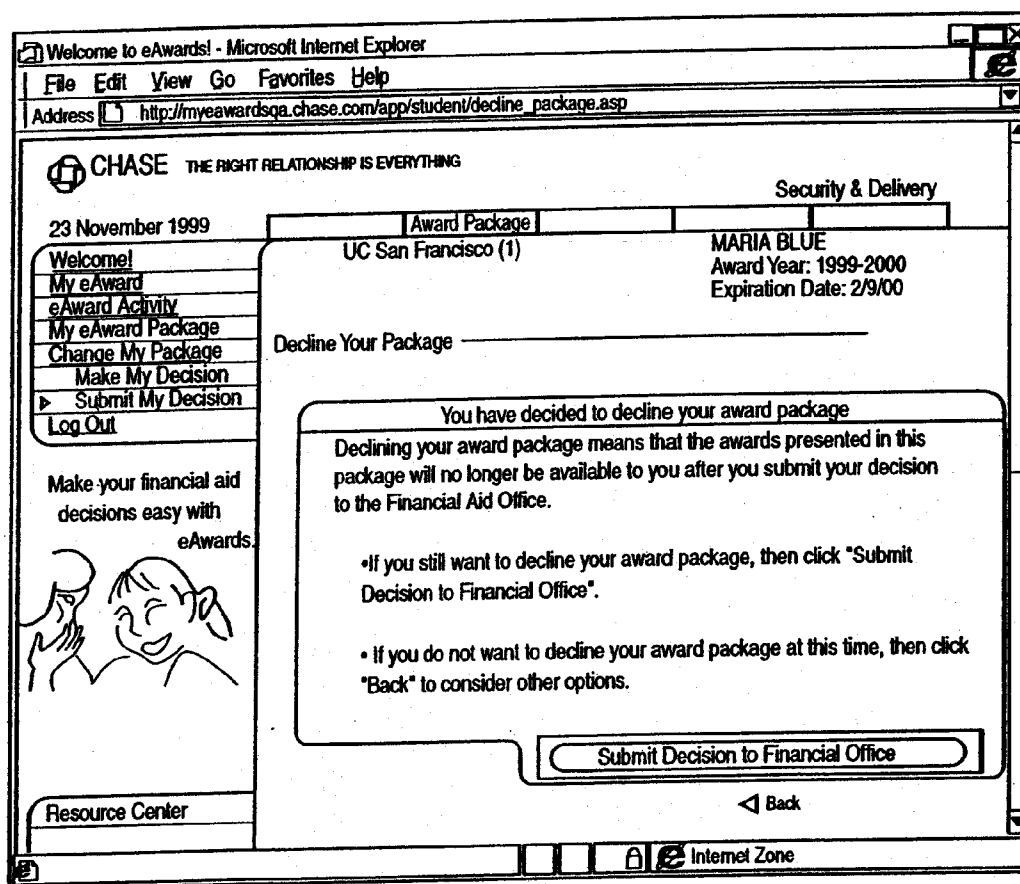 Welcome to eAwards! - Microsoft Internet Explorer
File Edit View Go Favorites Help
Address http://myeawardsqa.chase.com/app/student/decline_package.asp
CHASE THE RIGHT RELATIONSHIP IS EVERYTHING
Security & Delivery
23 November 1999
Award Package
Welcome!
My eAward
eAward Activity
My eAward Package
Change My Package
Make My Decision
Submit My Decision
Log Out
Make your financial aid
decisions easy with
eAwards.
Resource Center
UC San Francisco (1)
MARIA BLUE
Award Year: 1999-2000
Expiration Date: 2/9/00
Decline Your Package
You have decided to decline your award package
Declining your award package means that the awards presented in this
package will no longer be available to you after you submit your decision
to the Financial Aid Office.
•If you still want to decline your award package, then click "Submit
Decision to Financial Office".
• If you do not want to decline your award package at this time, then click
"Back" to consider other options.
Submit Decision to Financial Office
Back
Internet Zone